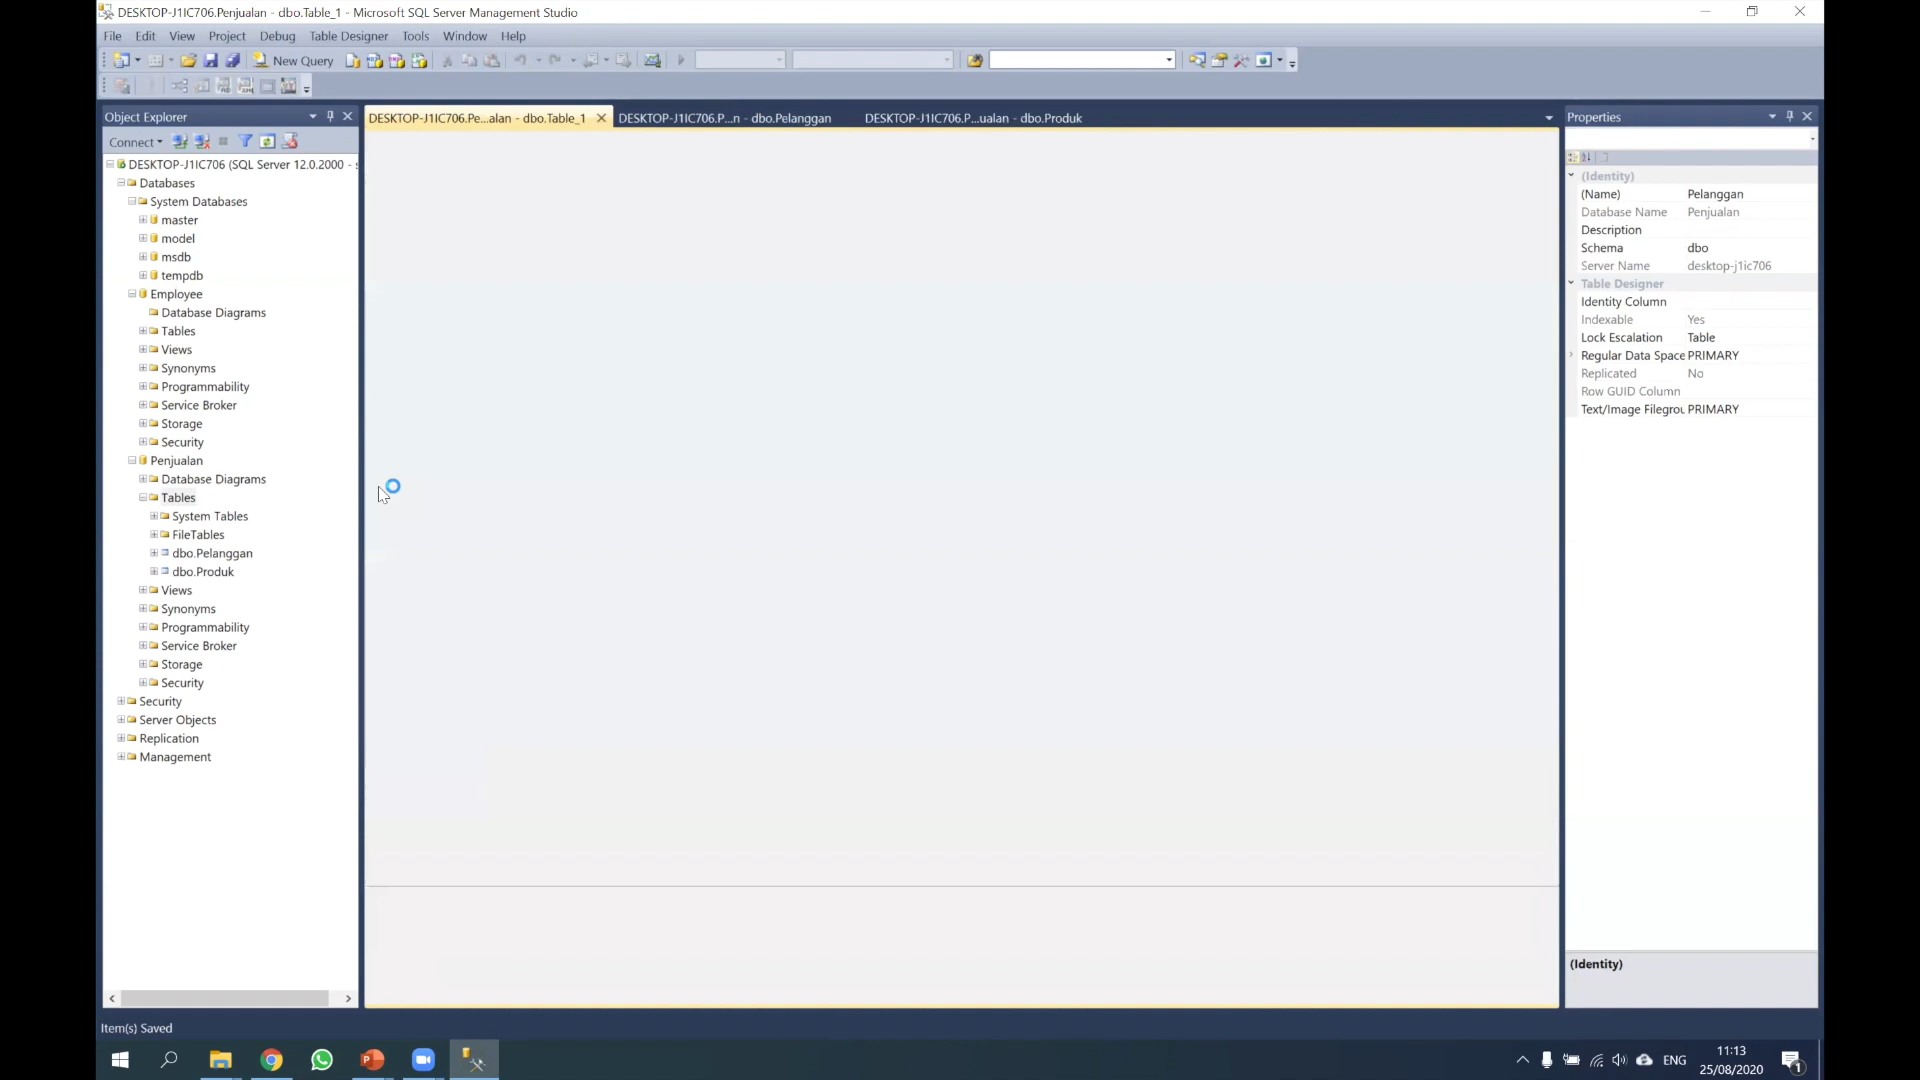 DESKTOP-J1IC706.Penjualan - dbo.Table_1 - Microsoft SQL Server Management Studio
File Edit View Project Debug Table Designer Tools Window Help
New Query
Object Explorer
DESKTOP-J1IC706.Pe...alan - dbo.Table_1
DESKTOP-J1IC706.P...n - dbo.Pelanggan
DESKTOP-J1IC706.P...ualan - dbo.Produk
Properties
Connect
DESKTOP-J1IC706 (SQL Server 12.0.2000 - s
Databases
System Databases
master
model
msdb
tempdb
Employee
Database Diagrams
Tables
Views
Synonyms
Programmability
Service Broker
Storage
Security
Penjualan
Database Diagrams
Tables
System Tables
FileTables
dbo.Pelanggan
dbo.Produk
Views
Synonyms
Programmability
Service Broker
Storage
Security
Security
Server Objects
Replication
Management
(Identity)
(Name) Pelanggan
Database Name Penjualan
Description
Schema dbo
Server Name desktop-j1ic706
Table Designer
Identity Column
Indexable Yes
Lock Escalation Table
Regular Data Space PRIMARY
Replicated No
Row GUID Column
Text/Image Filegrou PRIMARY
(Identity)
Item(s) Saved
ENG
11:13
25/08/2020
1